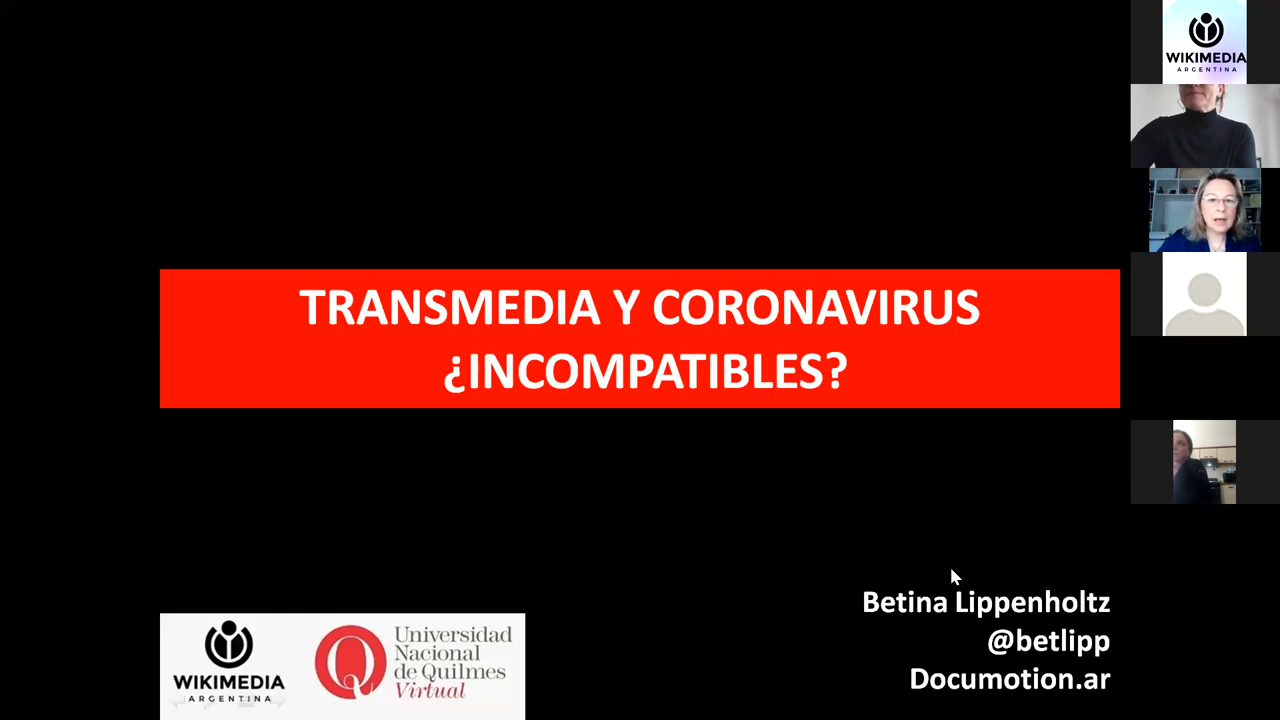 WIKIMEDIA
ARGENTINA
TRANSMEDIA Y CORONAVIRUS
¿INCOMPATIBLES?
Betina Lippenholtz
@betlipp
Documotion.ar
WIKIMEDIA
ARGENTINA
Universidad
Nacional
de Quilmes
Virtual